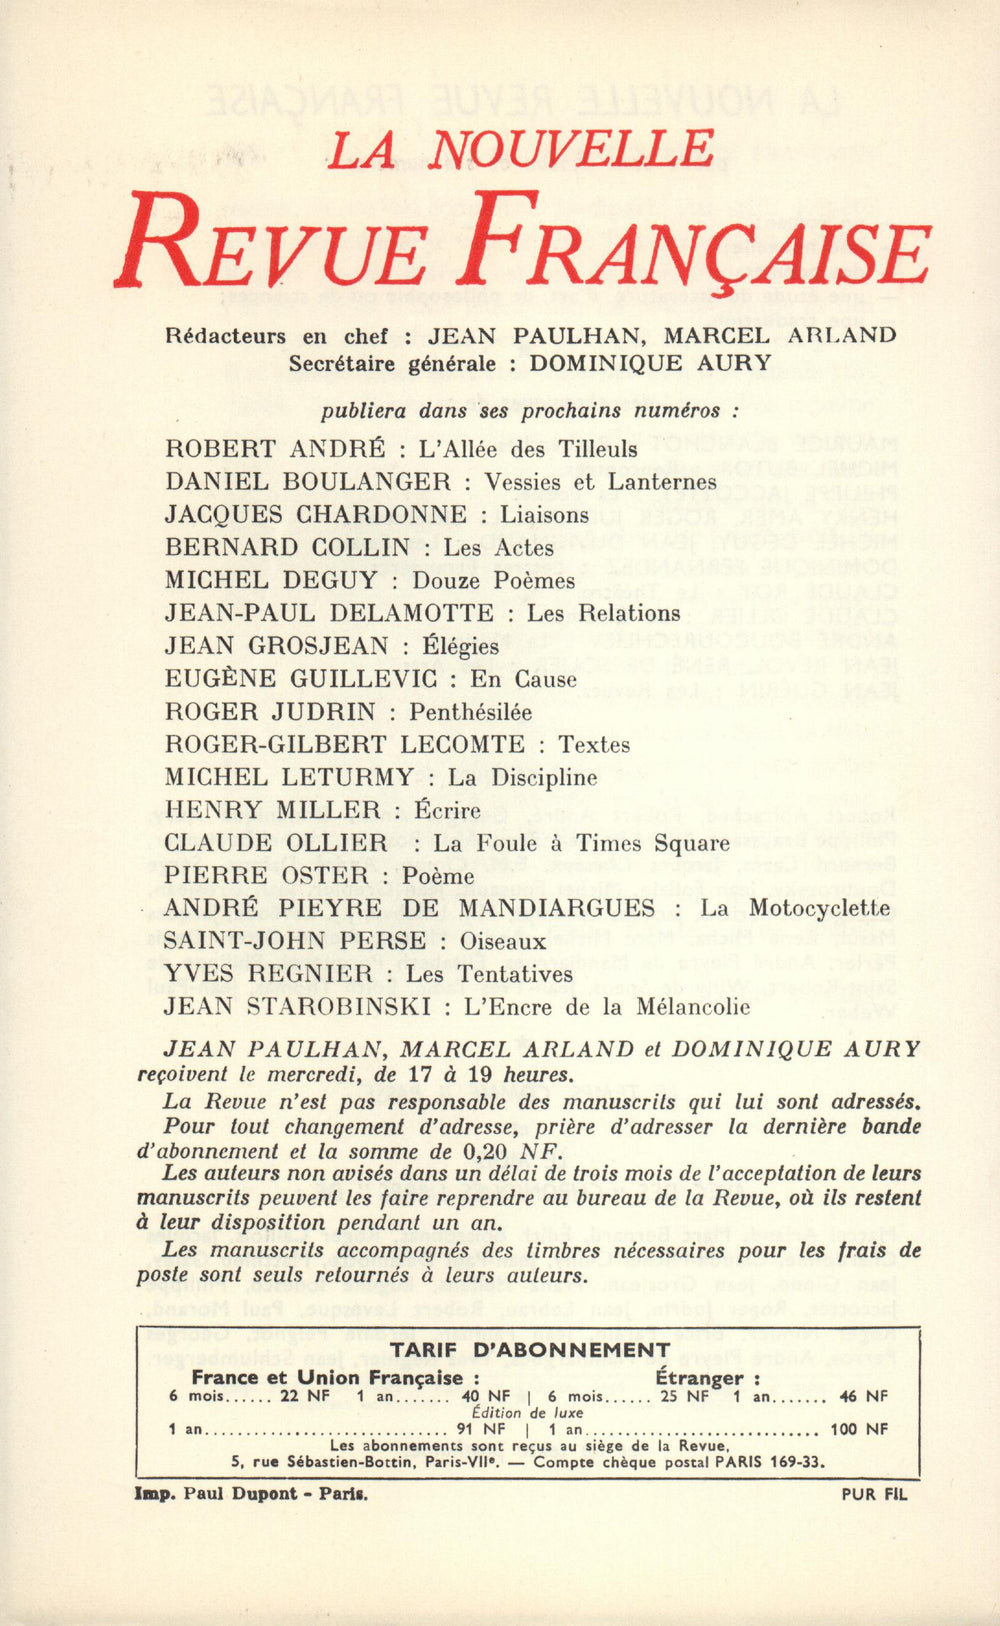 LA NOUVELLE
REVUE FRANÇAISE
Rédacteurs en chef : JEAN PAULHAN, MARCEL ARLAND
Secrétaire générale : DOMINIQUE AURY
publiera dans ses prochains numéros :
ROBERT ANDRÉ : L'Allée des Tilleuls
DANIEL BOULANGER : Vessies et Lanternes
JACQUES CHARDONNE : Liaisons
BERNARD COLLIN : Les Actes
MICHEL DEGUY : Douze Poèmes
JEAN-PAUL DELAMOTTE : Les Relations
JEAN GROSJEAN : Élégies
EUGÈNE GUILLEVIC : En Cause
ROGER JUDRIN : Penthésilée
ROGER-GILBERT LECOMTE : Textes
MICHEL LETURMY : La Discipline
HENRY MILLER : Écrire
CLAUDE OLLIER : La Foule à Times Square
PIERRE OSTER : Poème
ANDRÉ PIEYRE DE MANDIARGUES : La Motocyclette
SAINT-JOHN PERSE : Oiseaux
YVES REGNIER : Les Tentatives
JEAN STAROBINSKI : L'Encre de la Mélancolie
JEAN PAULHAN, MARCEL ARLAND et DOMINIQUE AURY
reçoivent le mercredi, de 17 à 19 heures.
La Revue n'est pas responsable des manuscrits qui lui sont adressés.
Pour tout changement d'adresse, prière d'adresser la dernière bande
d'abonnement et la somme de 0,20 NF.
Les auteurs non avisés dans un délai de trois mois de l'acceptation de leurs
manuscrits peuvent les faire reprendre au bureau de la Revue, où ils restent
à leur disposition pendant un an.
Les manuscrits accompagnés des timbres nécessaires pour les frais de
poste sont seuls retournés à leurs auteurs.
TARIF D'ABONNEMENT
France et Union Française : Étranger :
6 mois...... 22 NF 1 an....... 40 NF | 6 mois...... 25 NF 1 an....... 46 NF
Édition de luxe
1 an.............................. 91 NF | 1 an............................. 100 NF
Les abonnements sont reçus au siège de la Revue,
5, rue Sébastien-Bottin, Paris-VIIe. — Compte chèque postal PARIS 169-33.
Imp. Paul Dupont - Paris. PUR FIL